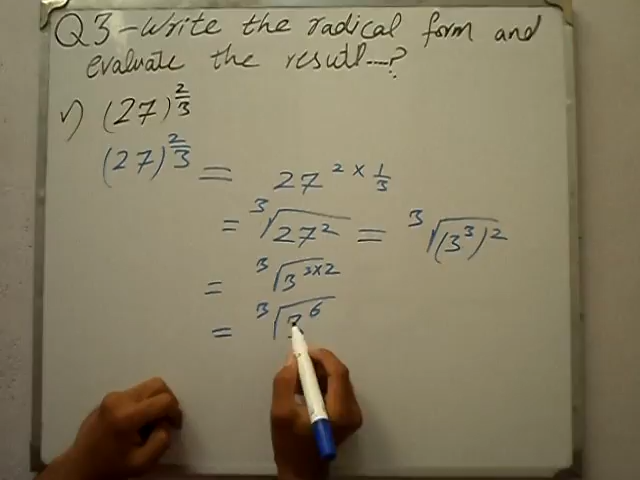 Q3-Write the radical form and
evaluate the result---?
v) (27)^{2/3}
(27)^{2/3} = 27^{2×1/3}
= ∛(27²) = ∛((3³)²)
= ∛(3^{3×2})
= ∛(3⁶)